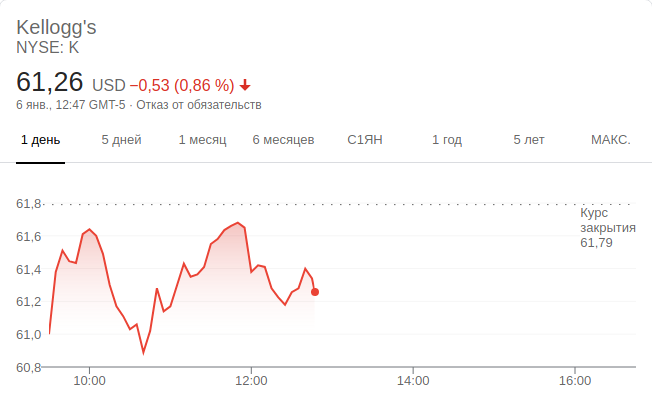 Kellogg's
NYSE: K
61,26 USD −0,53 (0,86 %)
6 янв., 12:47 GMT-5 · Отказ от обязательств
1 день 5 дней 1 месяц 6 месяцев С1ЯН 1 год 5 лет МАКС.
61,8
Курс
закрытия
61,79
61,6
61,4
61,2
61,0
60,8
10:00 12:00 14:00 16:00